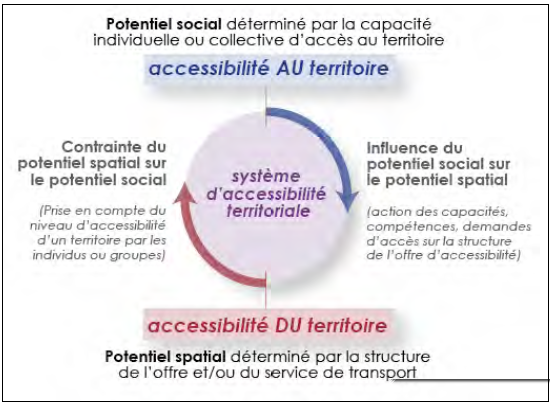 Potentiel social déterminé par la capacité
individuelle ou collective d'accès au territoire
accessibilité AU territoire
Contrainte du
potentiel spatial sur
le potentiel social
(Prise en compte du
niveau d'accessibilité
d'un territoire par les
individus ou groupes)
système
d'accessibilité
territoriale
Influence du
potentiel social sur
le potentiel spatial
(action des capacités,
compétences, demandes
d'accès sur la structure
de l'offre d'accessibilité)
accessibilité DU territoire
Potentiel spatial déterminé par la structure
de l'offre et/ou du service de transport